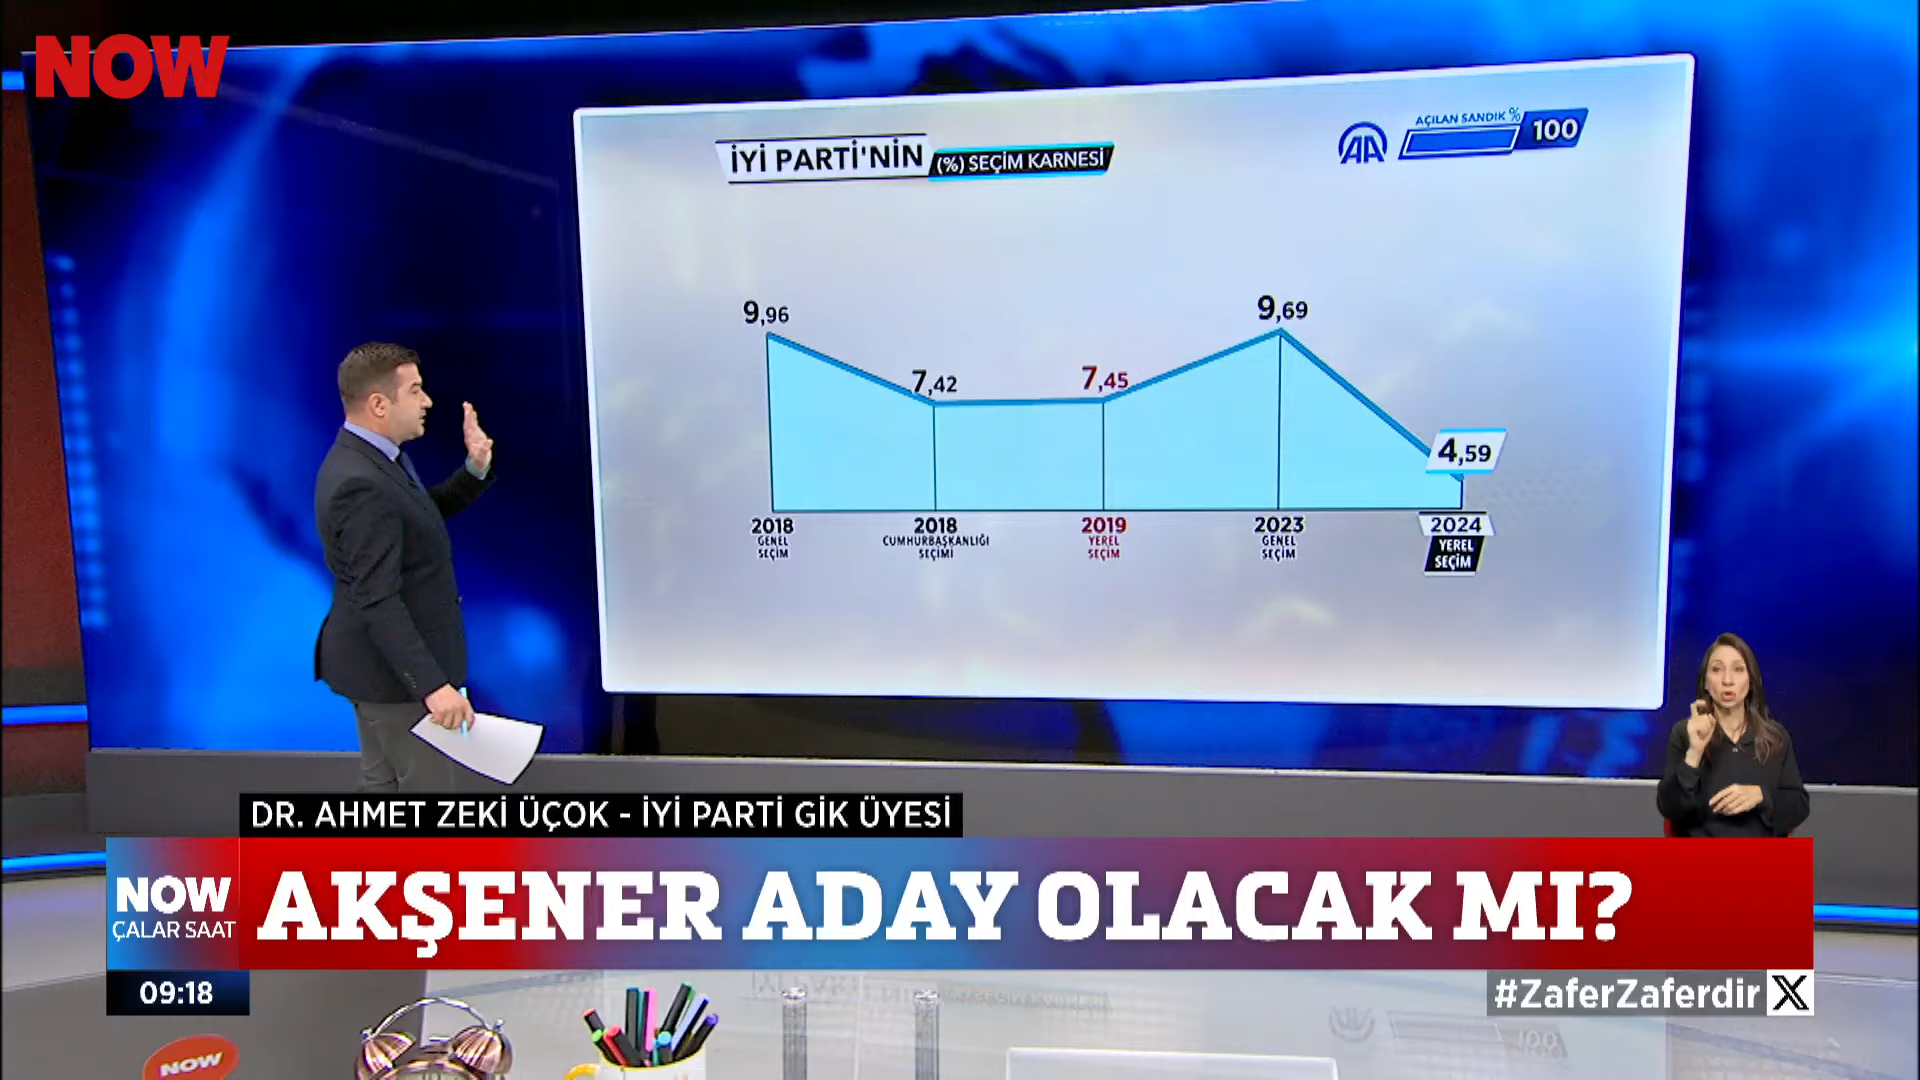 NOW
İYİ PARTİ'NİN (%) SEÇİM KARNESİ
AA
AÇILAN SANDIK %
100
9,96
7,42
7,45
9,69
4,59
2018
GENEL
SEÇİM
2018
CUMHURBAŞKANLIĞI
SEÇİMİ
2019
YEREL
SEÇİM
2023
GENEL
SEÇİM
2024
YEREL
SEÇİM
DR. AHMET ZEKİ ÜÇOK - İYİ PARTİ GİK ÜYESİ
NOW
ÇALAR SAAT
AKŞENER ADAY OLACAK MI?
09:18
#ZaferZaferdir X
NOW